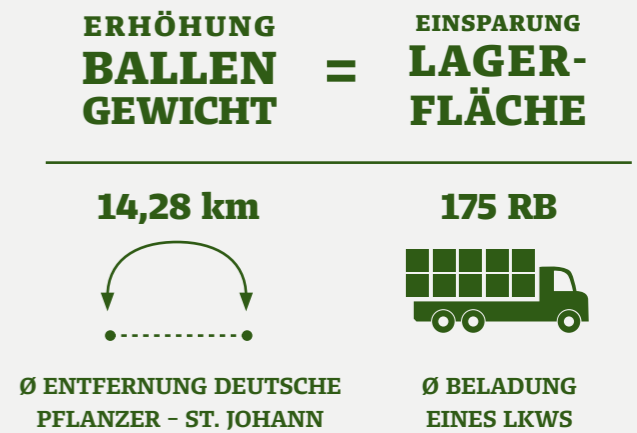 ERHÖHUNG
BALLEN
GEWICHT
=
EINSPARUNG
LAGER-
FLÄCHE
14,28 km
Ø ENTFERNUNG DEUTSCHE
PFLANZER – ST. JOHANN
175 RB
Ø BELADUNG
EINES LKWS